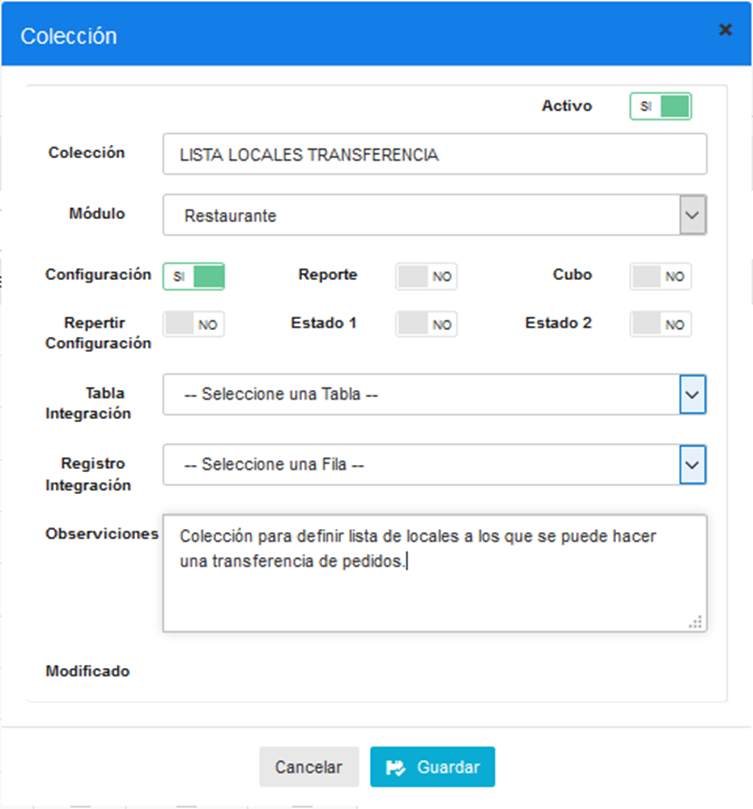 Colección
Activo SI
Colección LISTA LOCALES TRANSFERENCIA
Módulo Restaurante
Configuración SI Reporte NO Cubo NO
Repertir
Configuración NO Estado 1 NO Estado 2 NO
Tabla
Integración -- Seleccione una Tabla --
Registro
Integración -- Seleccione una Fila --
Observiciones Colección para definir lista de locales a los que se puede hacer
una transferencia de pedidos.
Modificado
Cancelar Guardar